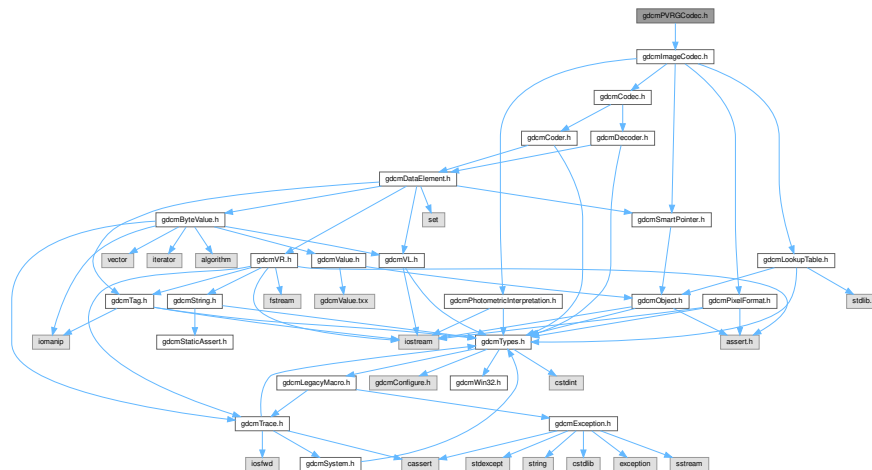 gdcmPVRGCodec.h
gdcmImageCodec.h
gdcmCodec.h
gdcmCoder.h
gdcmDecoder.h
gdcmDataElement.h
gdcmByteValue.h
set
gdcmSmartPointer.h
vector
iterator
algorithm
gdcmVR.h
gdcmValue.h
gdcmVL.h
gdcmLookupTable.h
gdcmTag.h
gdcmString.h
fstream
gdcmValue.txx
gdcmPhotometricInterpretation.h
gdcmObject.h
gdcmPixelFormat.h
stdlib.h
iomanip
gdcmStaticAssert.h
iostream
gdcmTypes.h
assert.h
gdcmLegacyMacro.h
gdcmConfigure.h
gdcmWin32.h
cstdint
gdcmTrace.h
gdcmException.h
iosfwd
gdcmSystem.h
cassert
stdexcept
string
cstdlib
exception
sstream